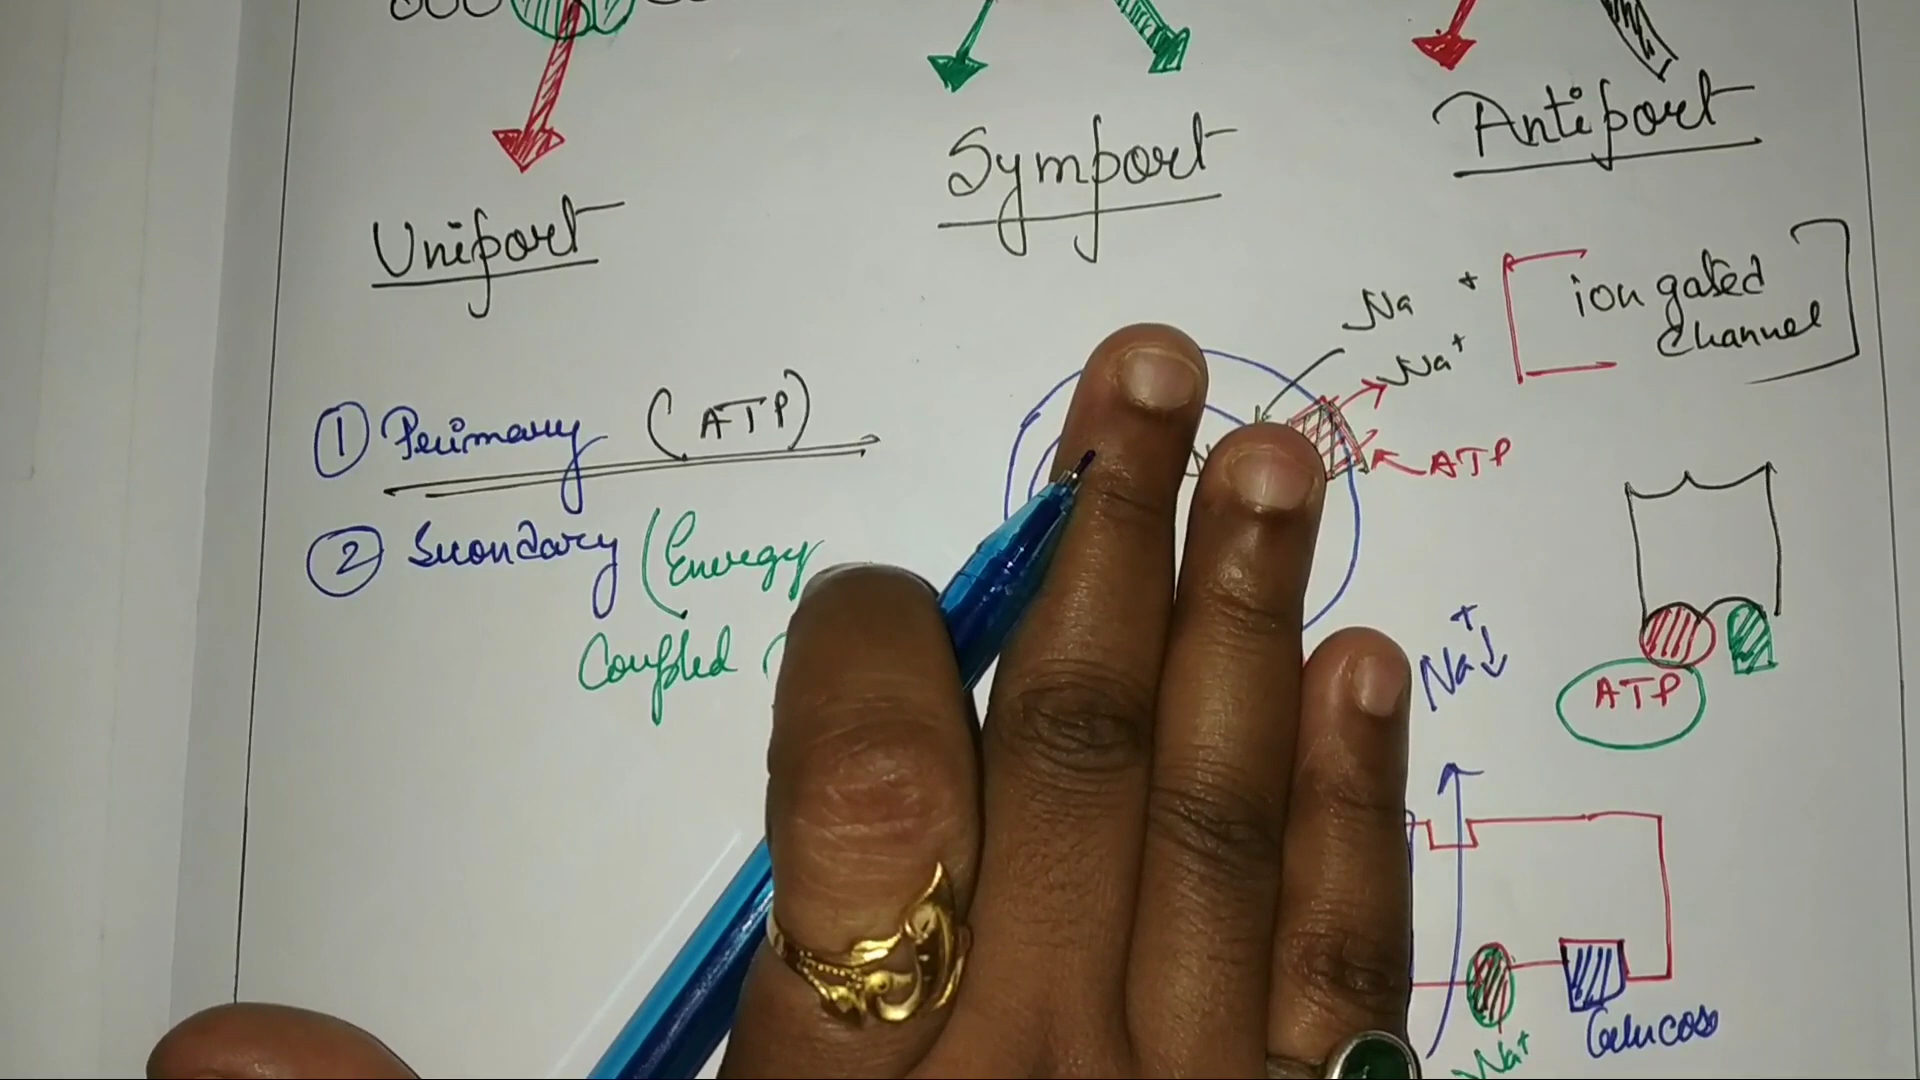 Uniport
Symport
Antiport
Na +
ion gated
channel
Na+
ATP
① Primary (ATP)
② Secondary (Energy
Coupled
Na+↓
ATP
Na+
Glucose